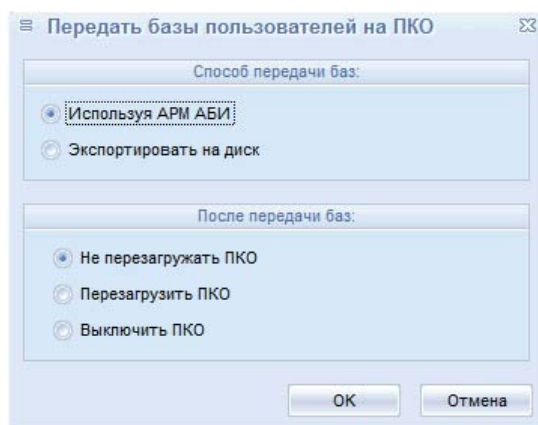 Передать базы пользователей на ПКО
Способ передачи баз:
Используя АРМ АБИ
Экспортировать на диск
После передачи баз:
Не перезагружать ПКО
Перезагрузить ПКО
Выключить ПКО
ОК Отмена